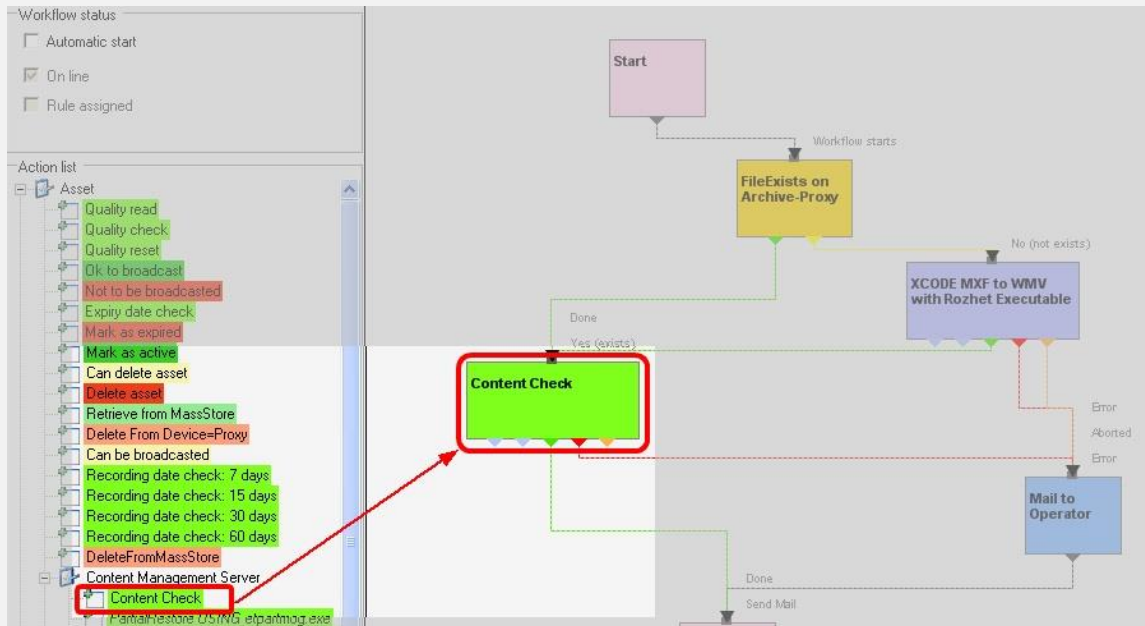 Workflow status
Automatic start
On line
Rule assigned
Action list
Asset
Quality read
Quality check
Quality reset
Ok to broadcast
Not to be broadcasted
Expiry date check
Mark as expired
Mark as active
Can delete asset
Delete asset
Retrieve from MassStore
Delete From Device=Proxy
Can be broadcasted
Recording date check: 7 days
Recording date check: 15 days
Recording date check: 30 days
Recording date check: 60 days
DeleteFromMassStore
Content Management Server
Content Check
PartialRestore USING etpartmog.exe
Start
Workflow starts
FileExists on
Archive-Proxy
No (not exists)
XCODE MXF to WMV
with Rozhet Executable
Done
Yes (exists)
Content Check
Error
Aborted
Error
Mail to
Operator
Done
Send Mail